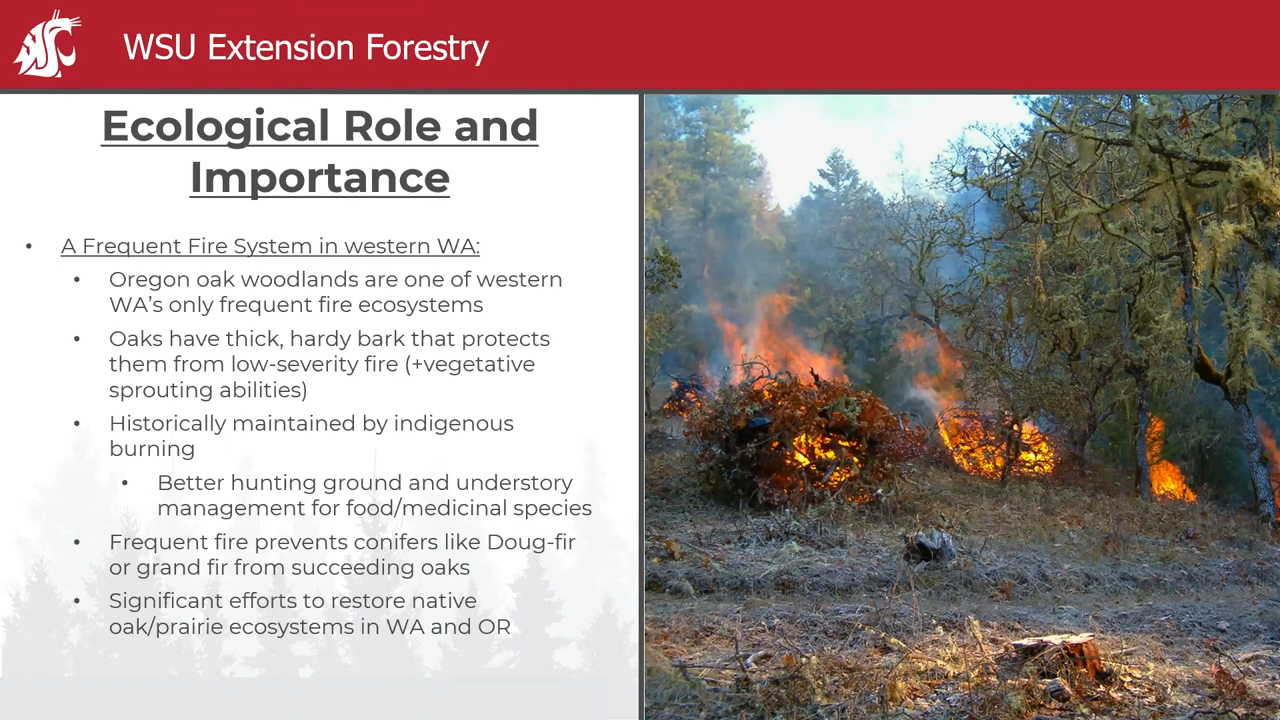 WSU Extension Forestry
Ecological Role and
Importance
• A Frequent Fire System in western WA:
• Oregon oak woodlands are one of western
WA's only frequent fire ecosystems
• Oaks have thick, hardy bark that protects
them from low-severity fire (+vegetative
sprouting abilities)
• Historically maintained by indigenous
burning
• Better hunting ground and understory
management for food/medicinal species
• Frequent fire prevents conifers like Doug-fir
or grand fir from succeeding oaks
• Significant efforts to restore native
oak/prairie ecosystems in WA and OR